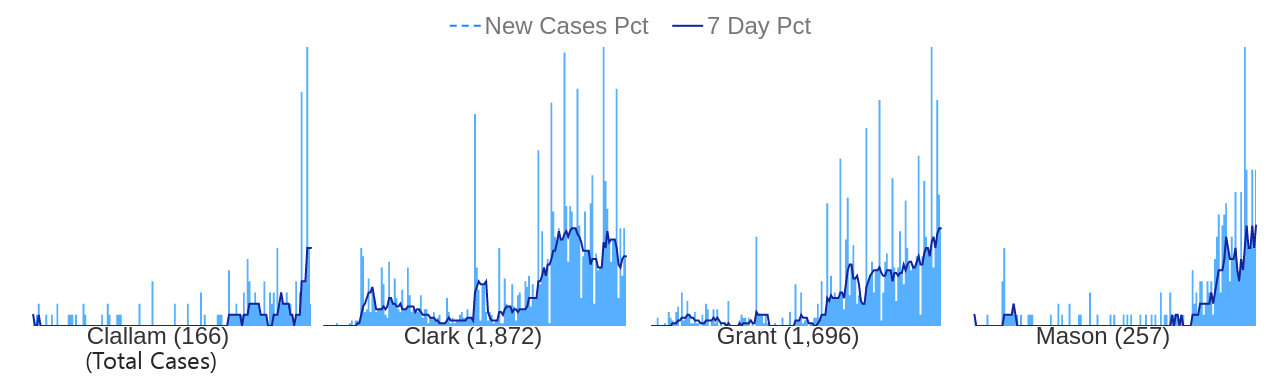 New Cases Pct 7 Day Pct
Clallam (166) Clark (1,872) Grant (1,696) Mason (257)
(Total Cases)